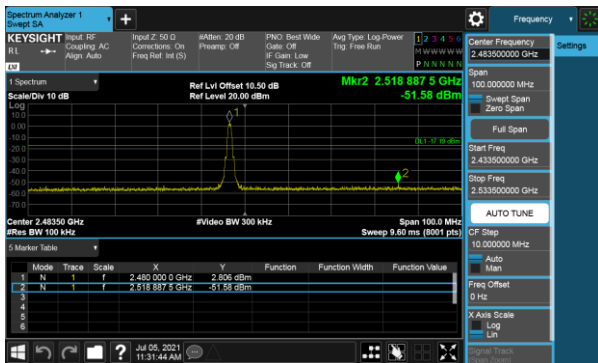 Spectrum Analyzer 1
Swept SA
Frequency
KEYSIGHT
Input: RF
Input Z: 50 Ω
#Atten: 20 dB
PNO: Best Wide
Avg Type: Log-Power
1 2 3 4 5 6
RL
Coupling: AC
Corrections: On
Preamp: Off
Gate: Off
Trig: Free Run
M W W W W W
Align: Auto
Freq Ref: Int (S)
IF Gain: Low
Sig Track: Off
P N N N N N
LXI
1 Spectrum
Ref Lvl Offset 10.50 dB
Mkr2 2.518 887 5 GHz
Scale/Div 10 dB
Ref Level 20.00 dBm
-51.58 dBm
Log
10.0
0.00
-10.0
-20.0
-30.0
-40.0
-50.0
-60.0
-70.0
1
DL1 -17.19 dBm
2
Center 2.48350 GHz
#Video BW 300 kHz
Span 100.0 MHz
#Res BW 100 kHz
Sweep 9.60 ms (8001 pts)
5 Marker Table
Mode Trace Scale X Y Function Function Width Function Value
1 N 1 f 2.480 000 0 GHz 2.806 dBm
2 N 1 f 2.518 887 5 GHz -51.58 dBm
3
4
5
6
Jul 05, 2021
11:31:44 AM
Center Frequency
2.483500000 GHz
Settings
Span
100.000000 MHz
Swept Span
Zero Span
Full Span
Start Freq
2.433500000 GHz
Stop Freq
2.533500000 GHz
AUTO TUNE
CF Step
10.000000 MHz
Auto
Man
Freq Offset
0 Hz
X Axis Scale
Log
Lin
Signal Track
(Span Zoom)